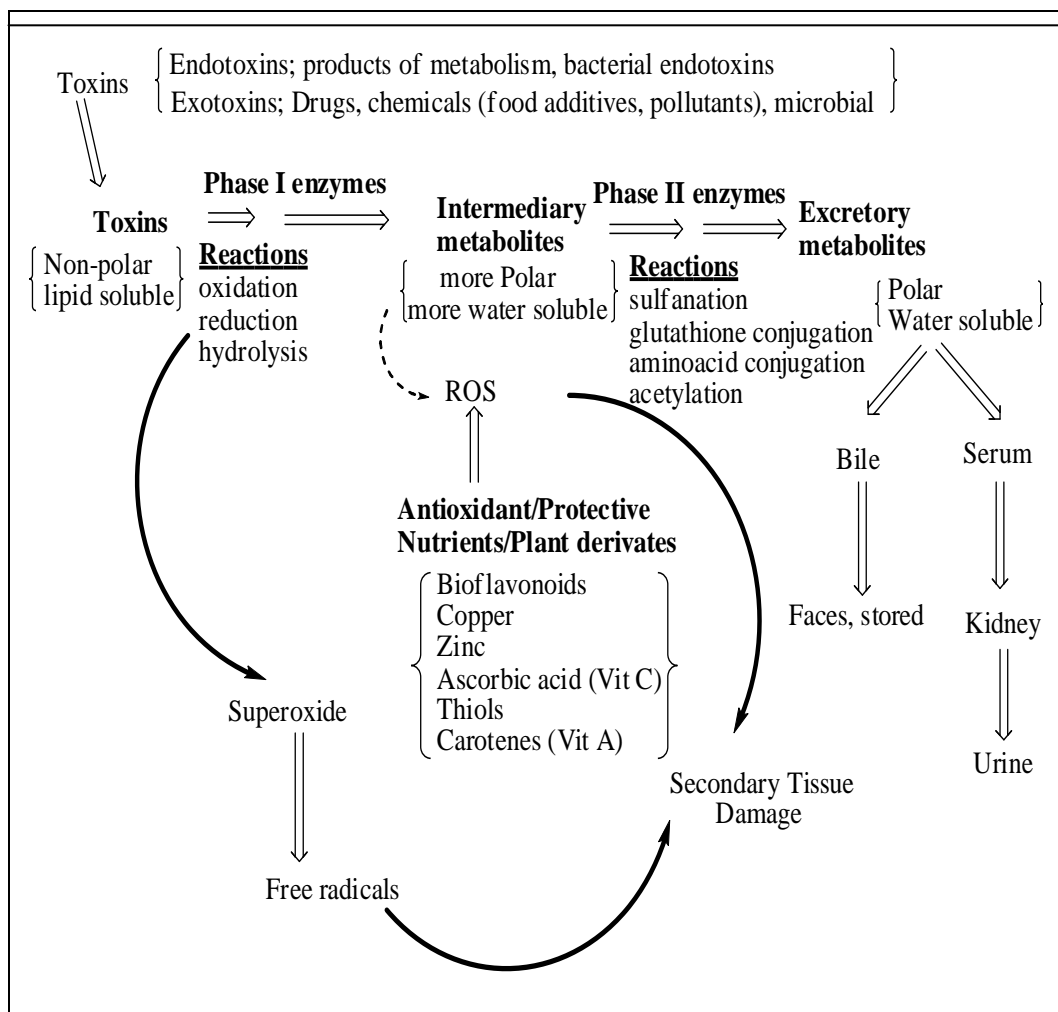 Toxins
Endotoxins; products of metabolism, bacterial endotoxins
Exotoxins; Drugs, chemicals (food additives, pollutants), microbial
Toxins
Non-polar
lipid soluble
Phase I enzymes
Reactions
oxidation
reduction
hydrolysis
Intermediary
metabolites
more Polar
more water soluble
Phase II enzymes
Reactions
sulfanation
glutathione conjugation
aminoacid conjugation
acetylation
Excretory
metabolites
Polar
Water soluble
ROS
Bile
Serum
Antioxidant/Protective
Nutrients/Plant derivates
Bioflavonoids
Copper
Zinc
Ascorbic acid (Vit C)
Thiols
Carotenes (Vit A)
Faces, stored
Kidney
Urine
Superoxide
Free radicals
Secondary Tissue
Damage